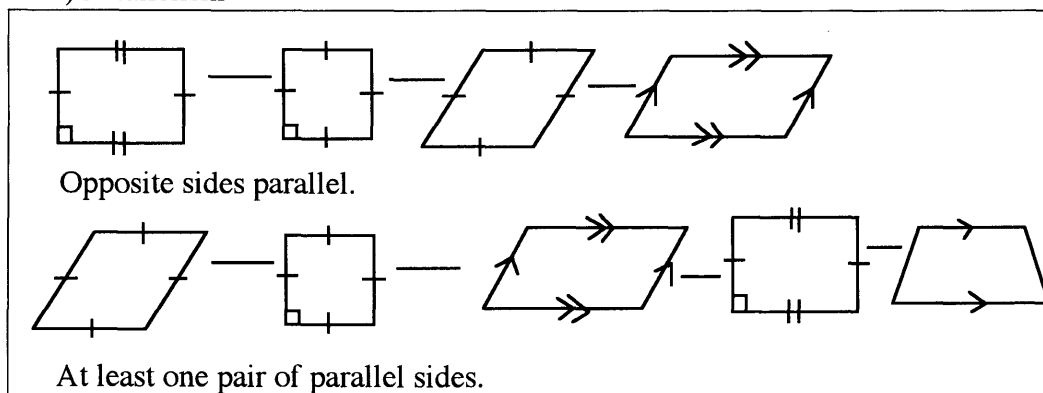 Opposite sides parallel.
At least one pair of parallel sides.